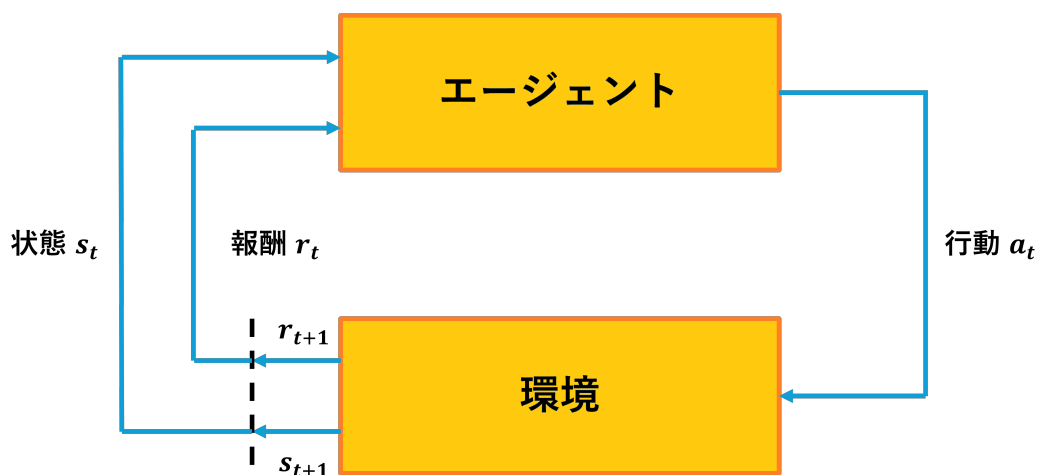 エージェント
状態 s_t
報酬 r_t
行動 a_t
r_{t+1}
環境
s_{t+1}